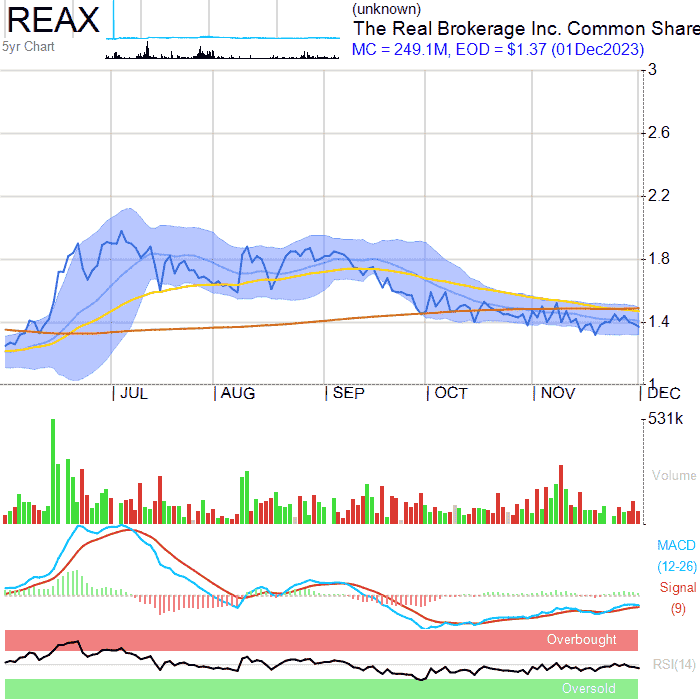 REAX
5yr Chart
(unknown)
The Real Brokerage Inc. Common Share
MC = 249.1M, EOD = $1.37 (01Dec2023)
3
2.6
2.2
1.8
1.4
1
JUL AUG SEP OCT NOV DEC
531k
Volume
MACD
(12-26)
Signal
(9)
Overbought
RSI(14)
Oversold